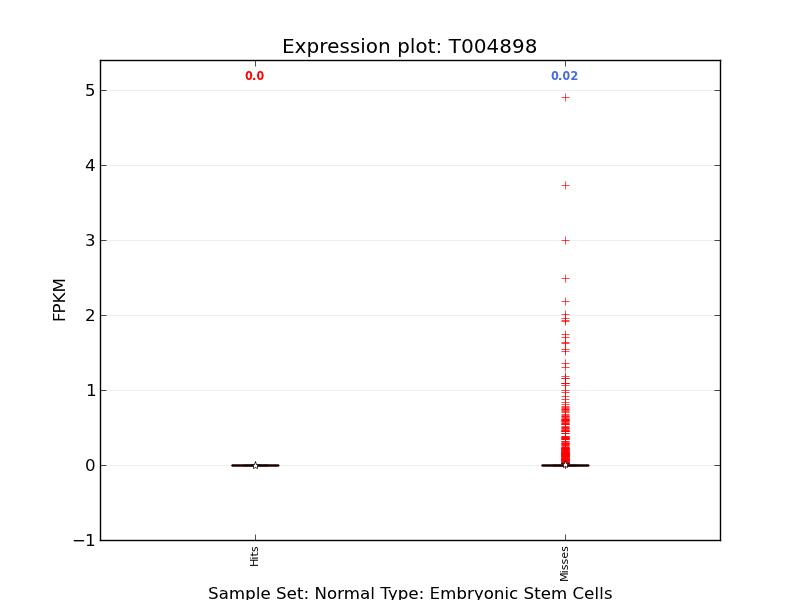 Expression plot: T004898
0.0 0.02
5
4
3
2
1
0
−1
FPKM
Hits Misses
Sample Set: Normal Type: Embryonic Stem Cells